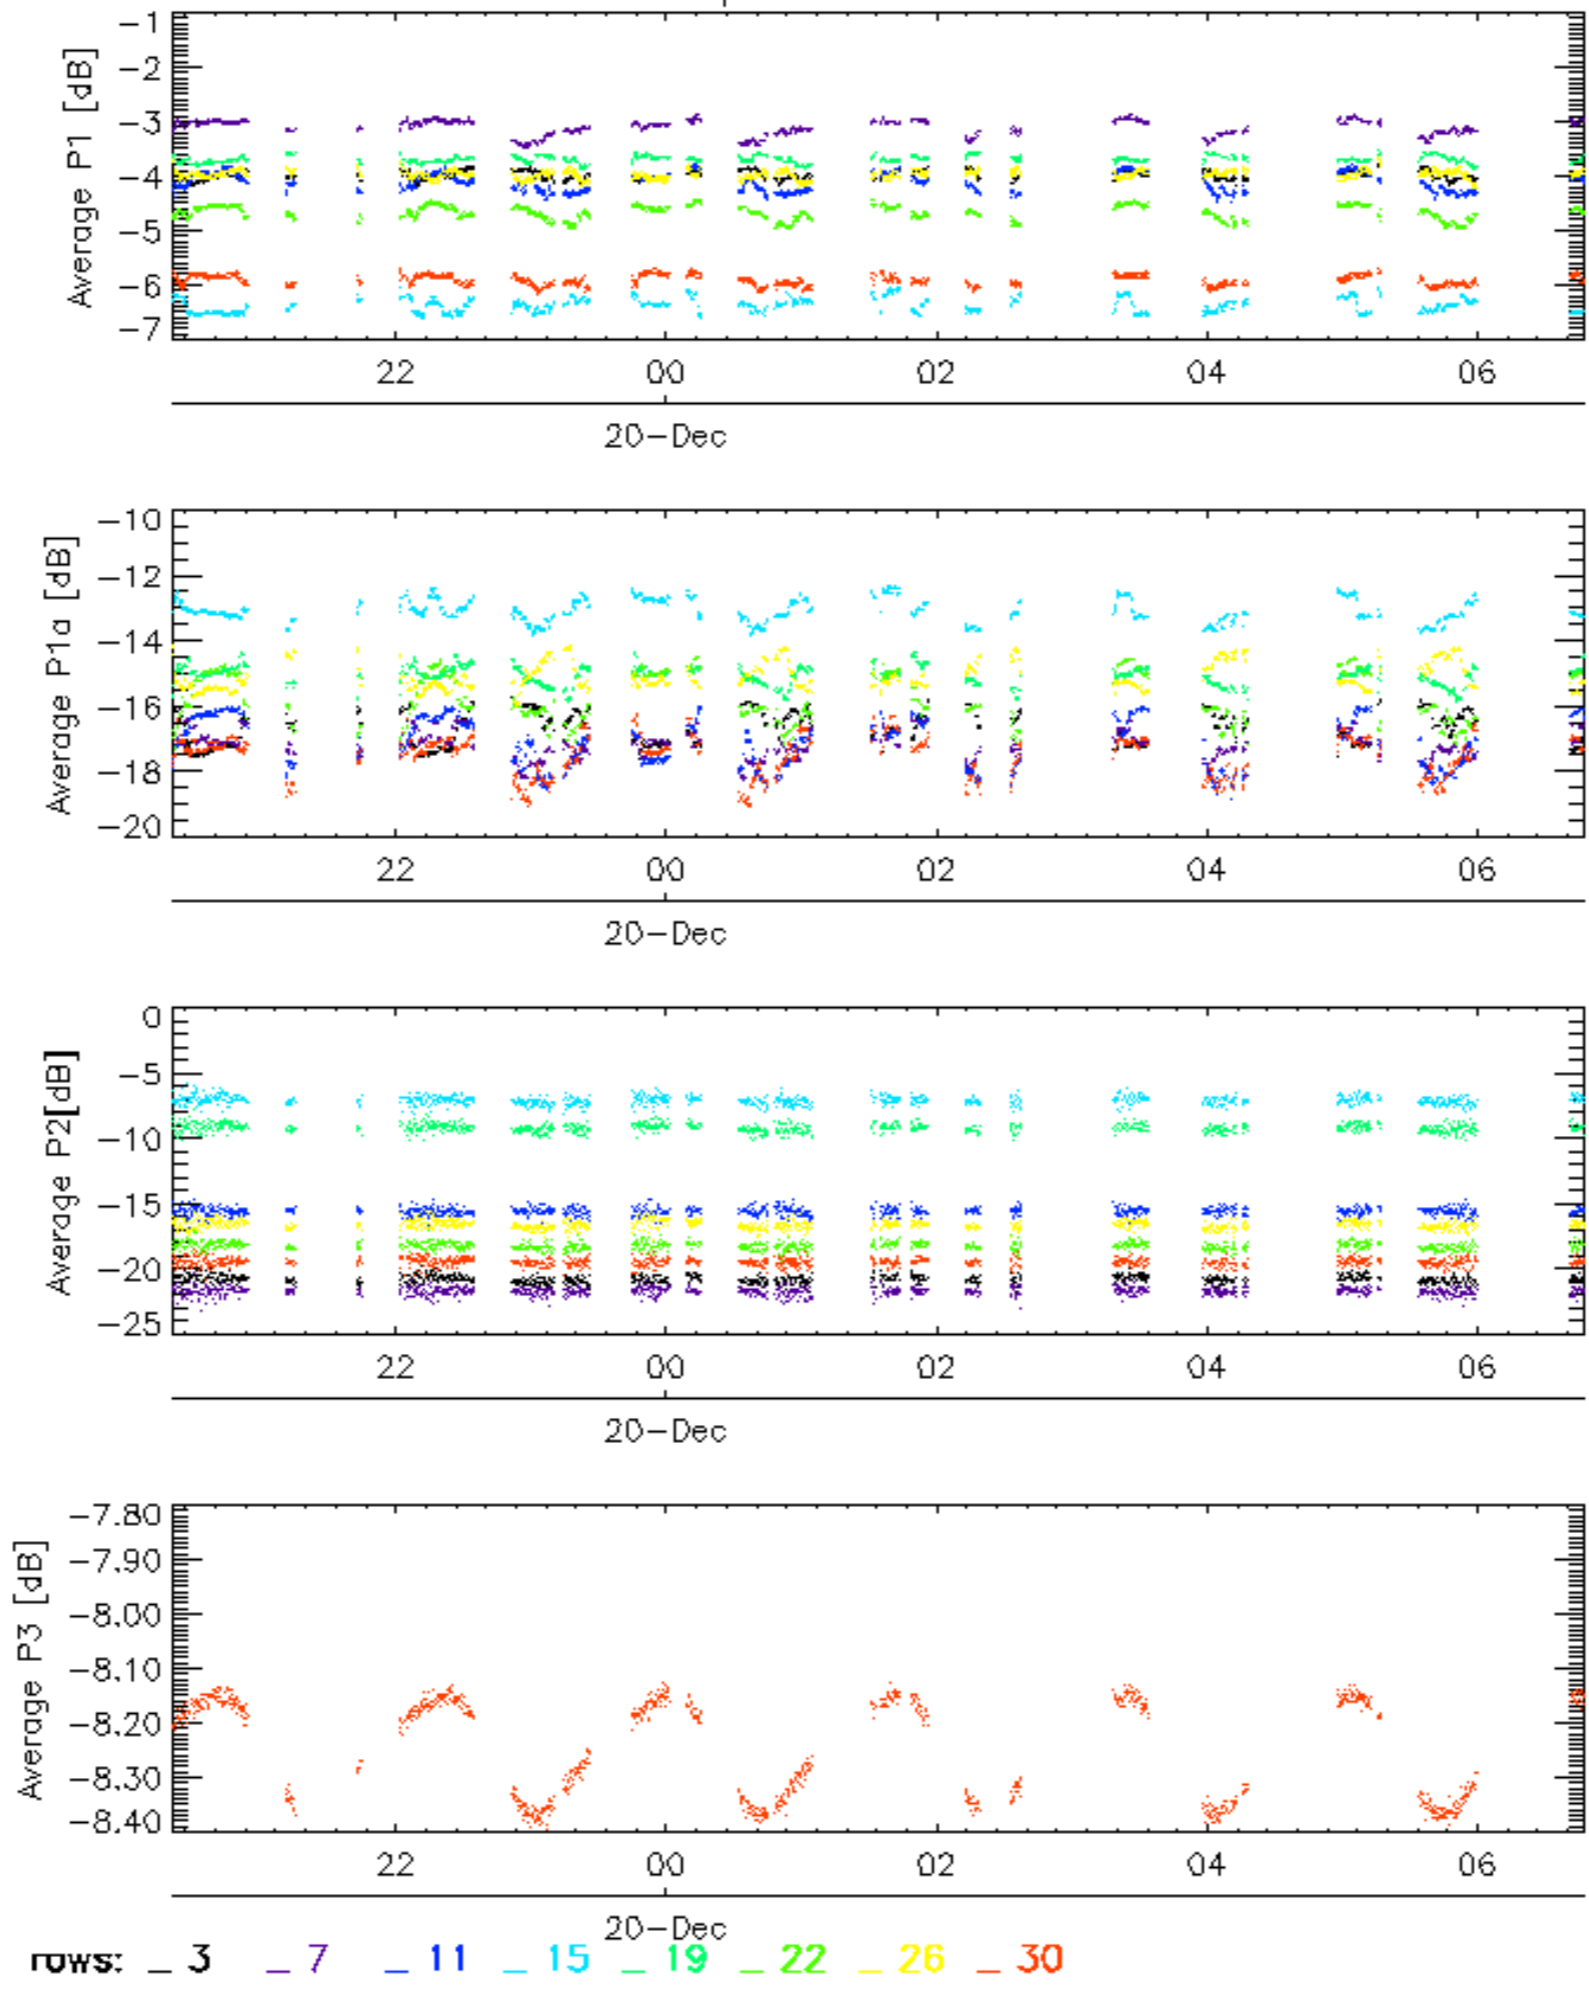 Average P1 [dB]
-1
-2
-3
-4
-5
-6
-7
22 00 02 04 06
20-Dec
Average P1a [dB]
-10
-12
-14
-16
-18
-20
22 00 02 04 06
20-Dec
Average P2[dB]
0
-5
-10
-15
-20
-25
22 00 02 04 06
20-Dec
Average P3 [dB]
-7.80
-7.90
-8.00
-8.10
-8.20
-8.30
-8.40
22 00 02 04 06
20-Dec
rows: _ 3 _ 7 _ 11 _ 15 _ 19 _ 22 _ 26 _ 30